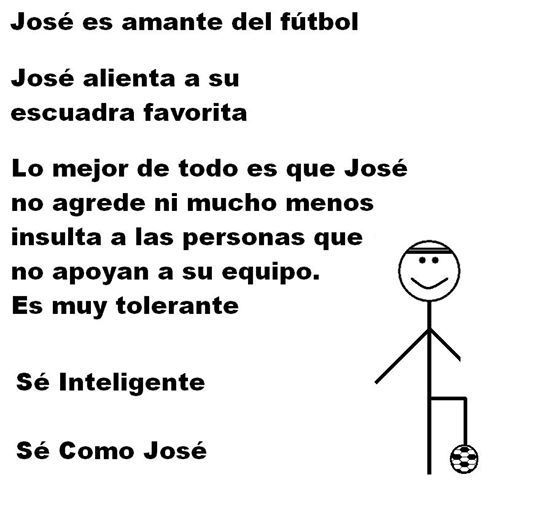 José es amante del fútbol
José alienta a su
escuadra favorita
Lo mejor de todo es que José
no agrede ni mucho menos
insulta a las personas que
no apoyan a su equipo.
Es muy tolerante
Sé Inteligente
Sé Como José